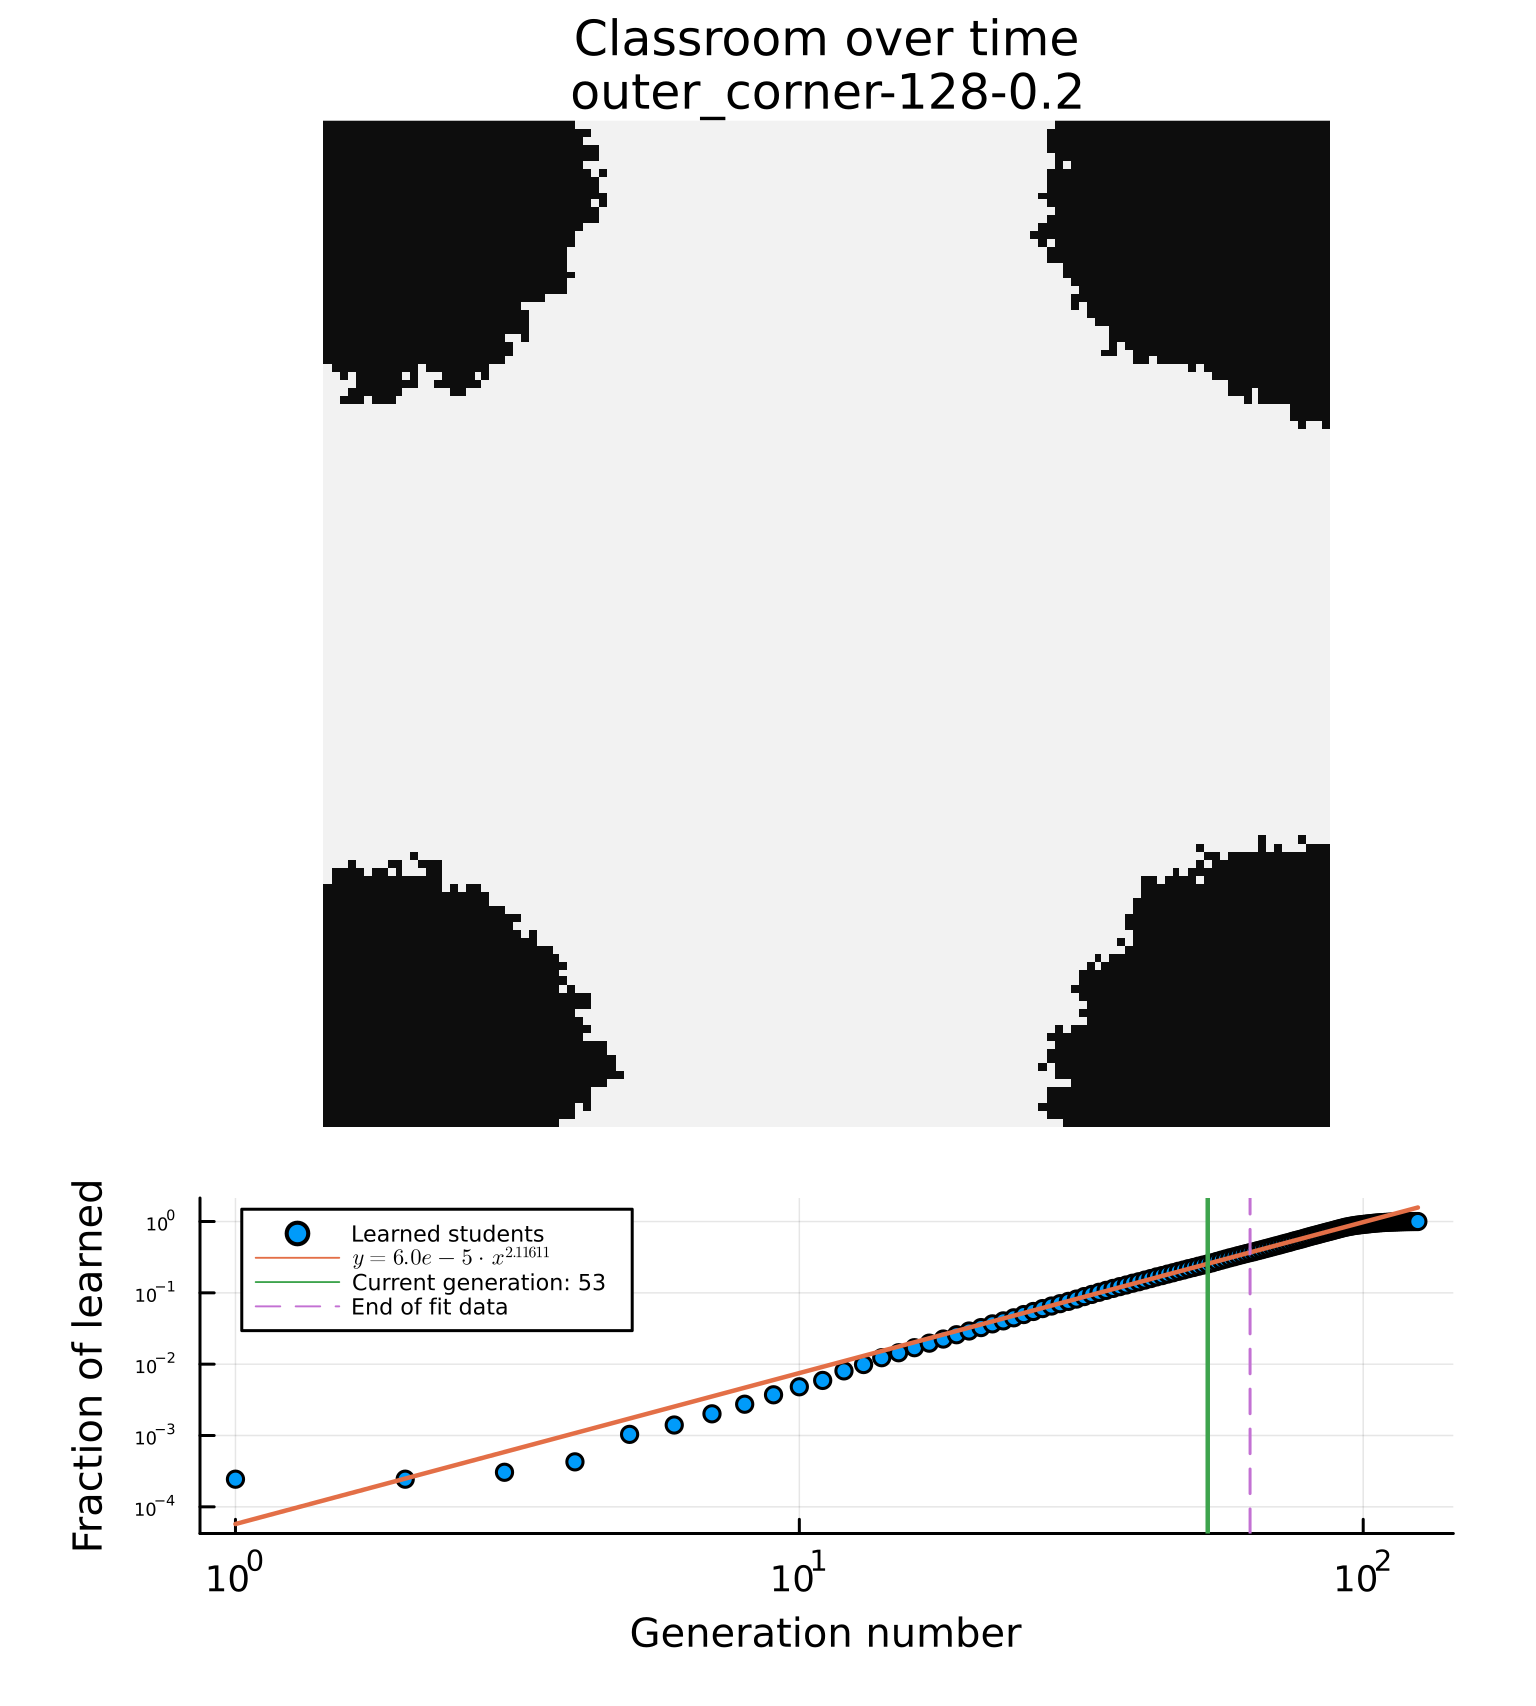 Classroom over time
outer_corner-128-0.2
Fraction of learned
10^0
10^-1
10^-2
10^-3
10^-4
Learned students
y = 6.0e − 5 · x^2.11611
Current generation: 53
End of fit data
10^0 10^1 10^2
Generation number